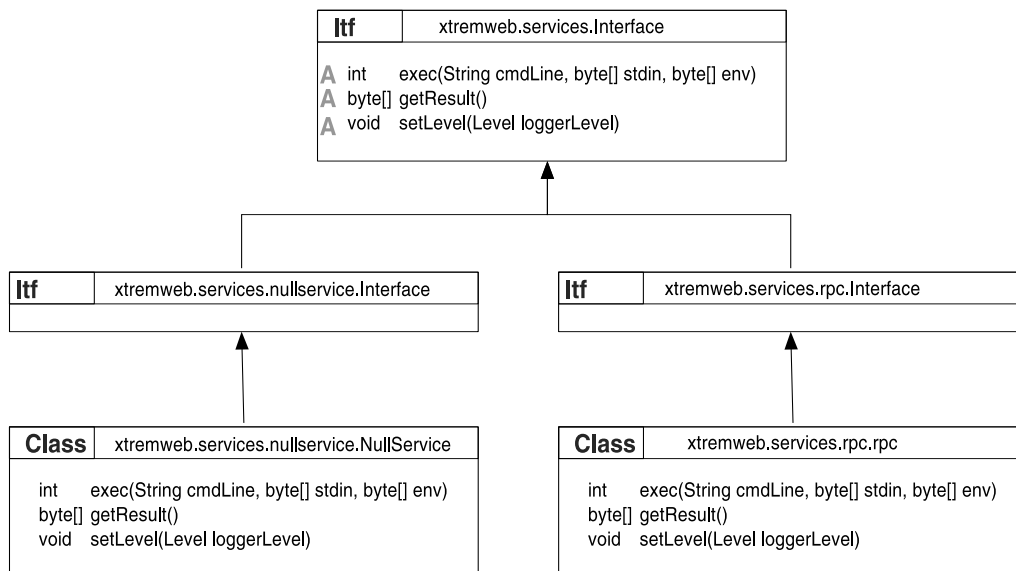 Itf xtremweb.services.Interface
A int exec(String cmdLine, byte[] stdin, byte[] env)
A byte[] getResult()
A void setLevel(Level loggerLevel)
Itf xtremweb.services.nullservice.Interface
Itf xtremweb.services.rpc.Interface
Class xtremweb.services.nullservice.NullService
int exec(String cmdLine, byte[] stdin, byte[] env)
byte[] getResult()
void setLevel(Level loggerLevel)
Class xtremweb.services.rpc.rpc
int exec(String cmdLine, byte[] stdin, byte[] env)
byte[] getResult()
void setLevel(Level loggerLevel)